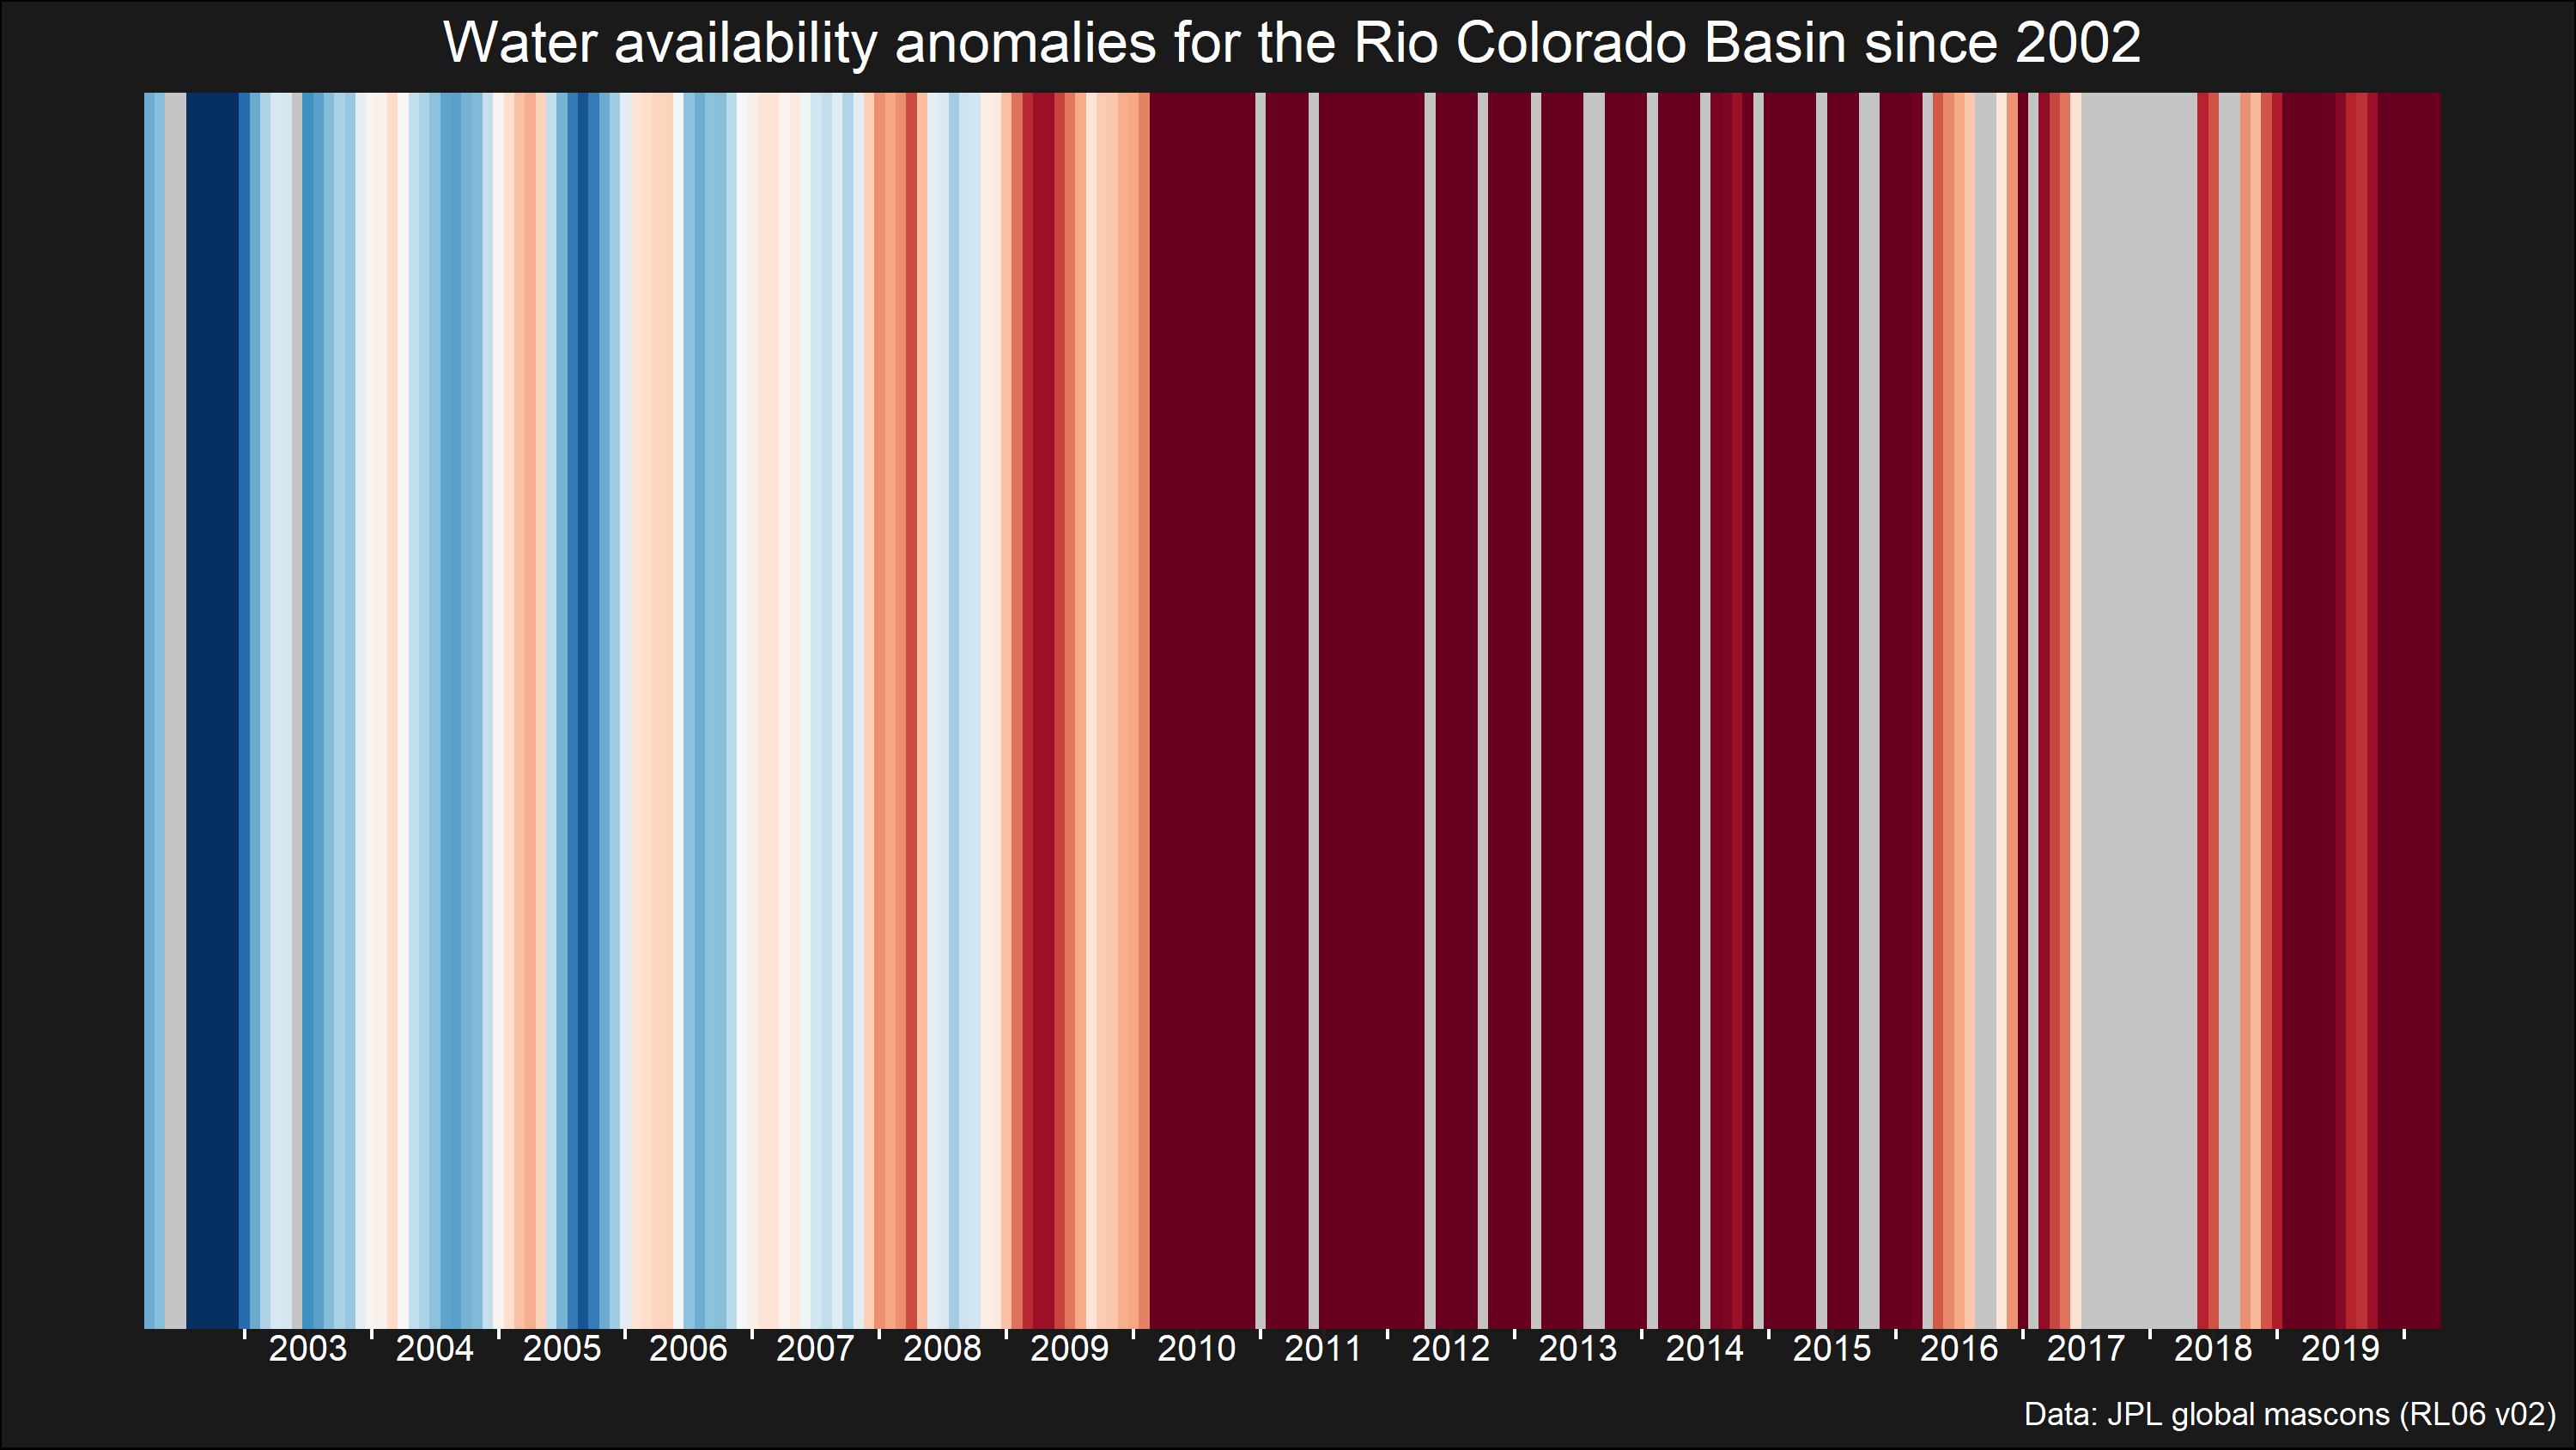 Water availability anomalies for the Rio Colorado Basin since 2002
2003 2004 2005 2006 2007 2008 2009 2010 2011 2012 2013 2014 2015 2016 2017 2018 2019
Data: JPL global mascons (RL06 v02)